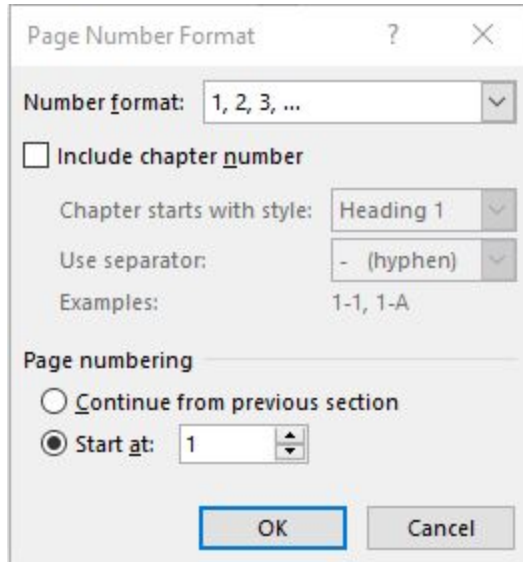 Page Number Format ?
Number format: 1, 2, 3, ...
Include chapter number
Chapter starts with style: Heading 1
Use separator: - (hyphen)
Examples: 1-1, 1-A
Page numbering
Continue from previous section
Start at: 1
OK Cancel